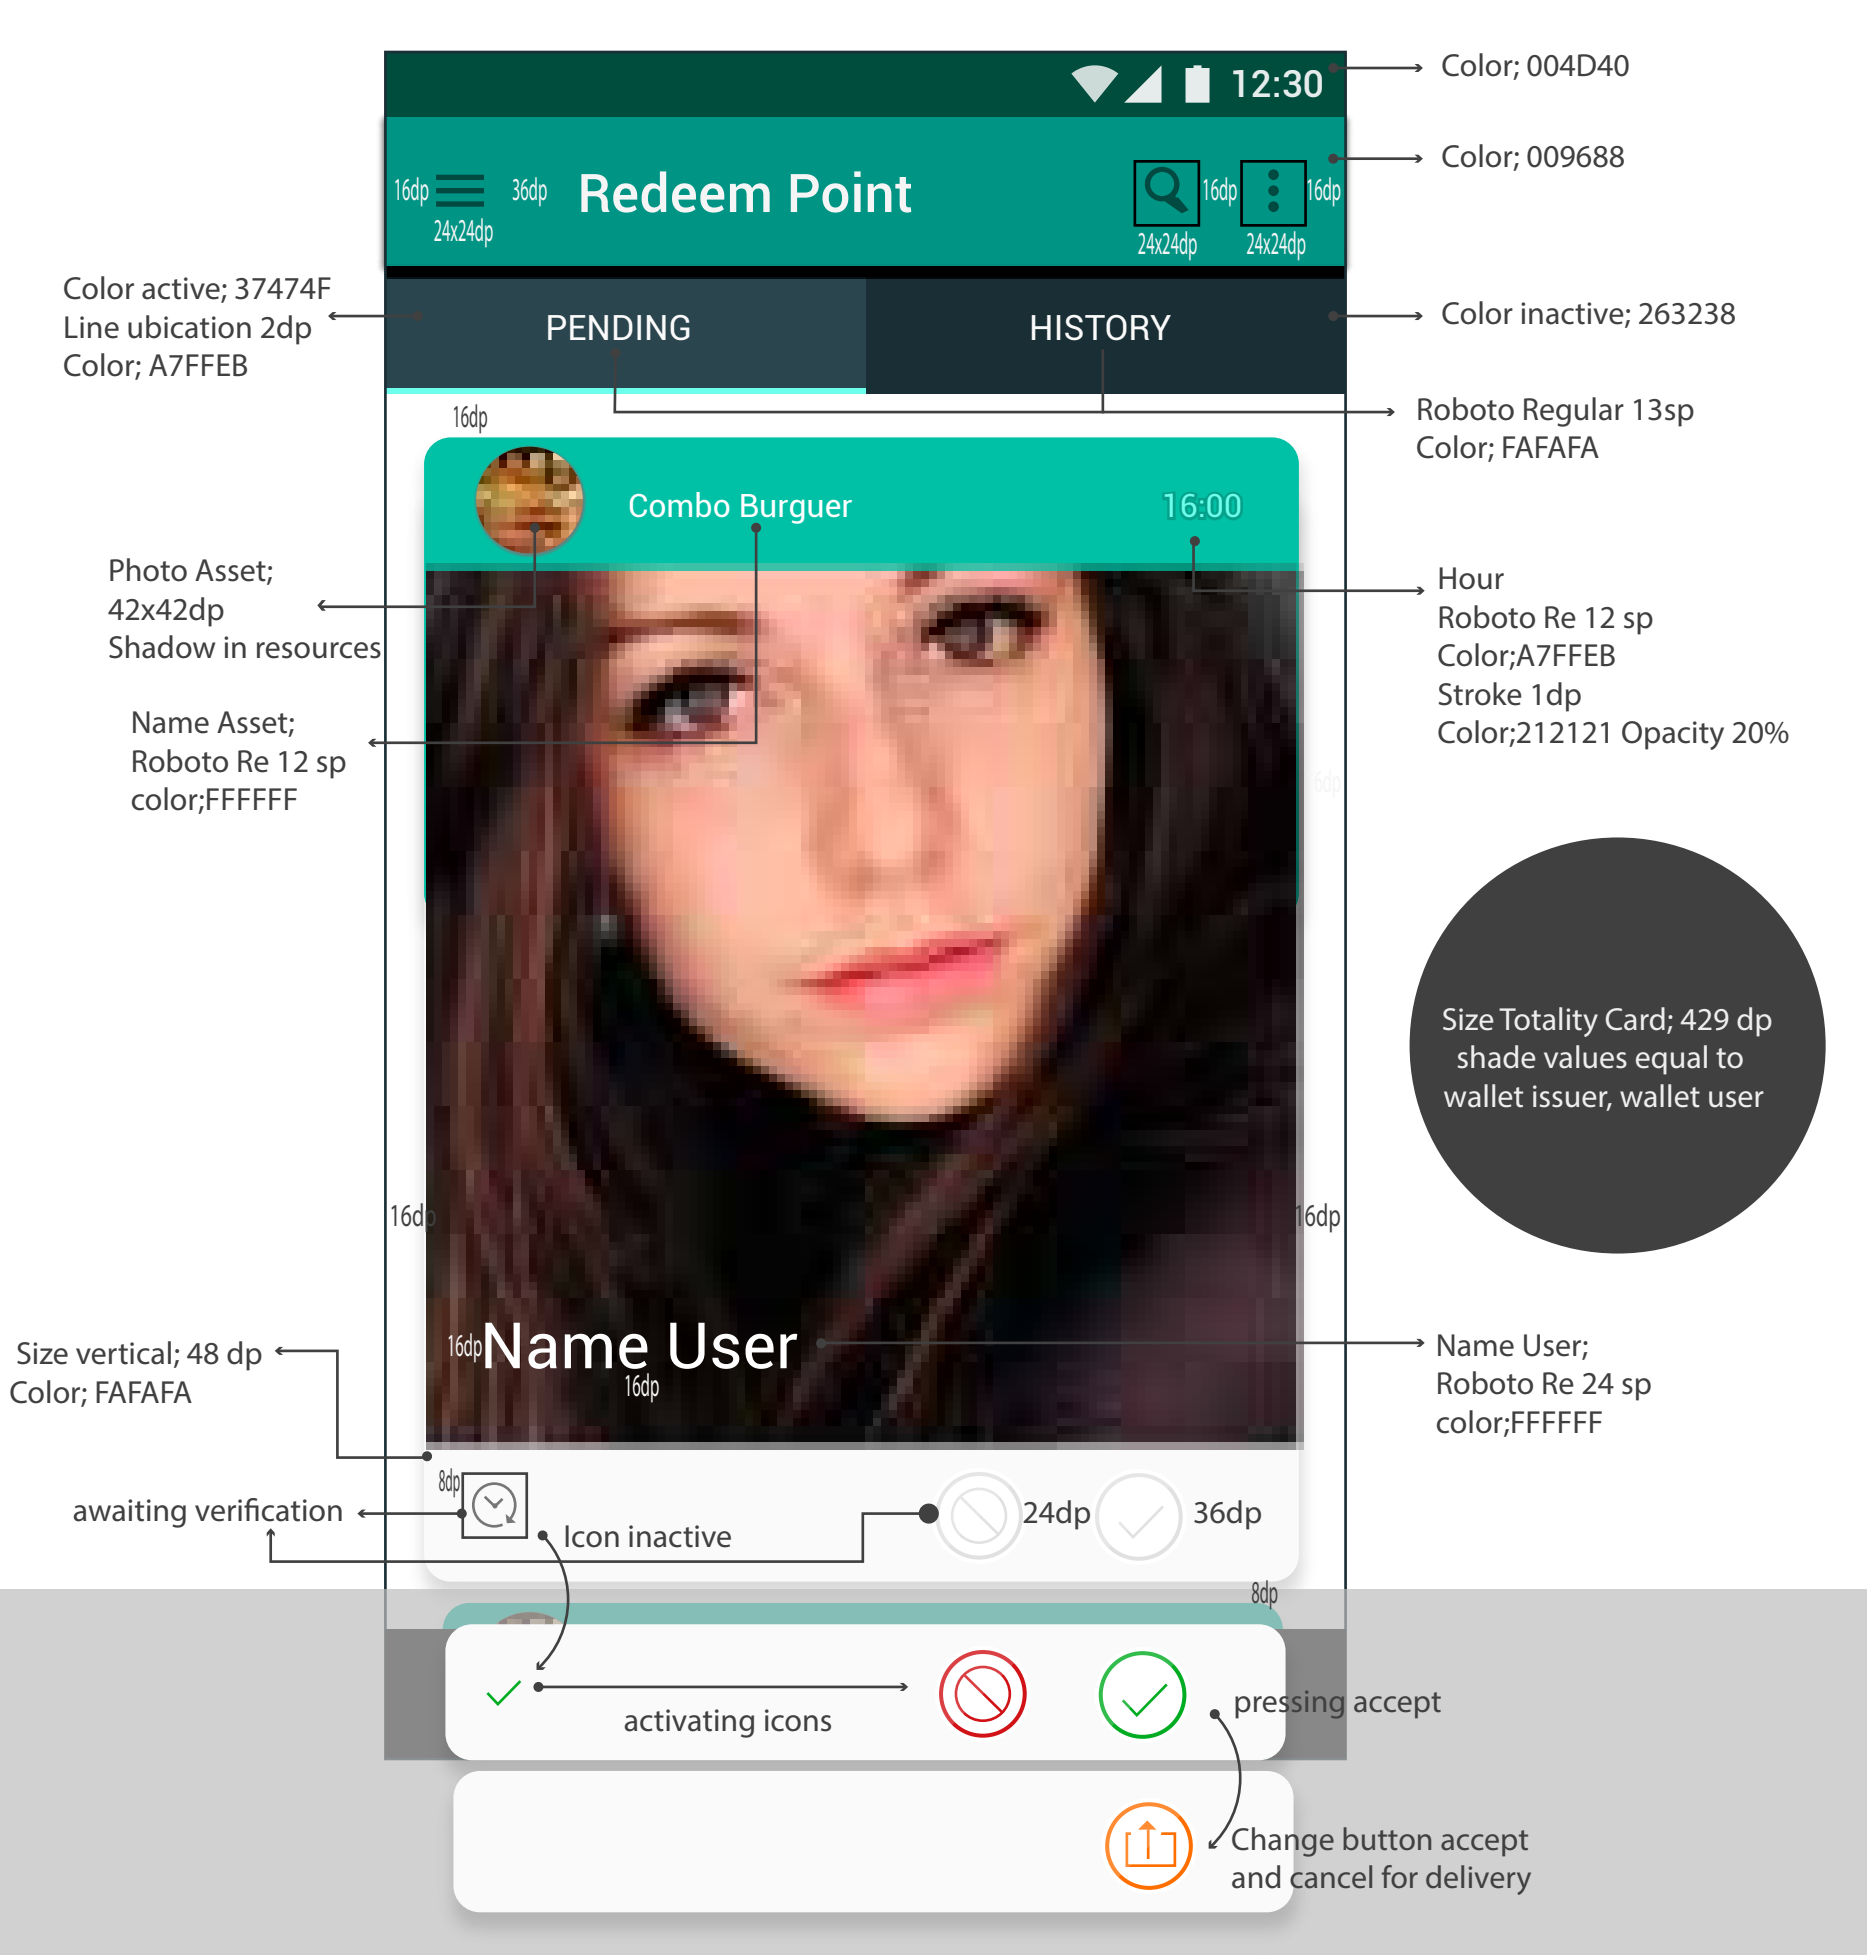 12:30
Color; 004D40
Color; 009688
16dp
36dp
Redeem Point
16dp
16dp
24x24dp
24x24dp
24x24dp
Color active; 37474F
Line ubication 2dp
Color; A7FFEB
PENDING
HISTORY
Color inactive; 263238
16dp
Roboto Regular 13sp
Color; FAFAFA
Combo Burguer
16:00
Photo Asset;
42x42dp
Shadow in resources
Hour
Roboto Re 12 sp
Color;A7FFEB
Stroke 1dp
Color;212121 Opacity 20%
Name Asset;
Roboto Re 12 sp
color;FFFFFF
6dp
Size Totality Card; 429 dp
shade values equal to
wallet issuer, wallet user
16dp
16dp
Size vertical; 48 dp
Color; FAFAFA
16dp
Name User
16dp
Name User;
Roboto Re 24 sp
color;FFFFFF
8dp
awaiting verification
Icon inactive
24dp
36dp
8dp
activating icons
pressing accept
Change button accept
and cancel for delivery